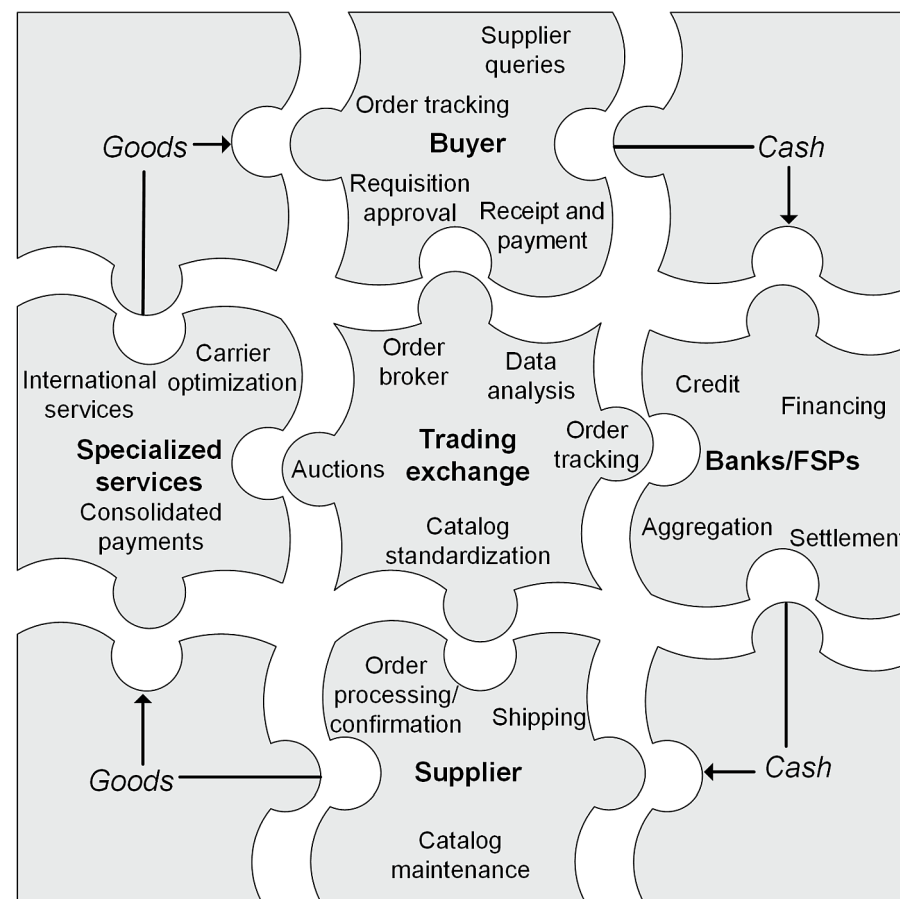 Supplier
queries
Order tracking
Buyer
Requisition
approval
Receipt and
payment
Goods
Cash
International
services
Carrier
optimization
Specialized
services
Consolidated
payments
Order
broker
Data
analysis
Auctions
Trading
exchange
Order
tracking
Catalog
standardization
Credit
Financing
Banks/FSPs
Aggregation
Settlement
Goods
Order
processing/
confirmation
Shipping
Supplier
Catalog
maintenance
Cash